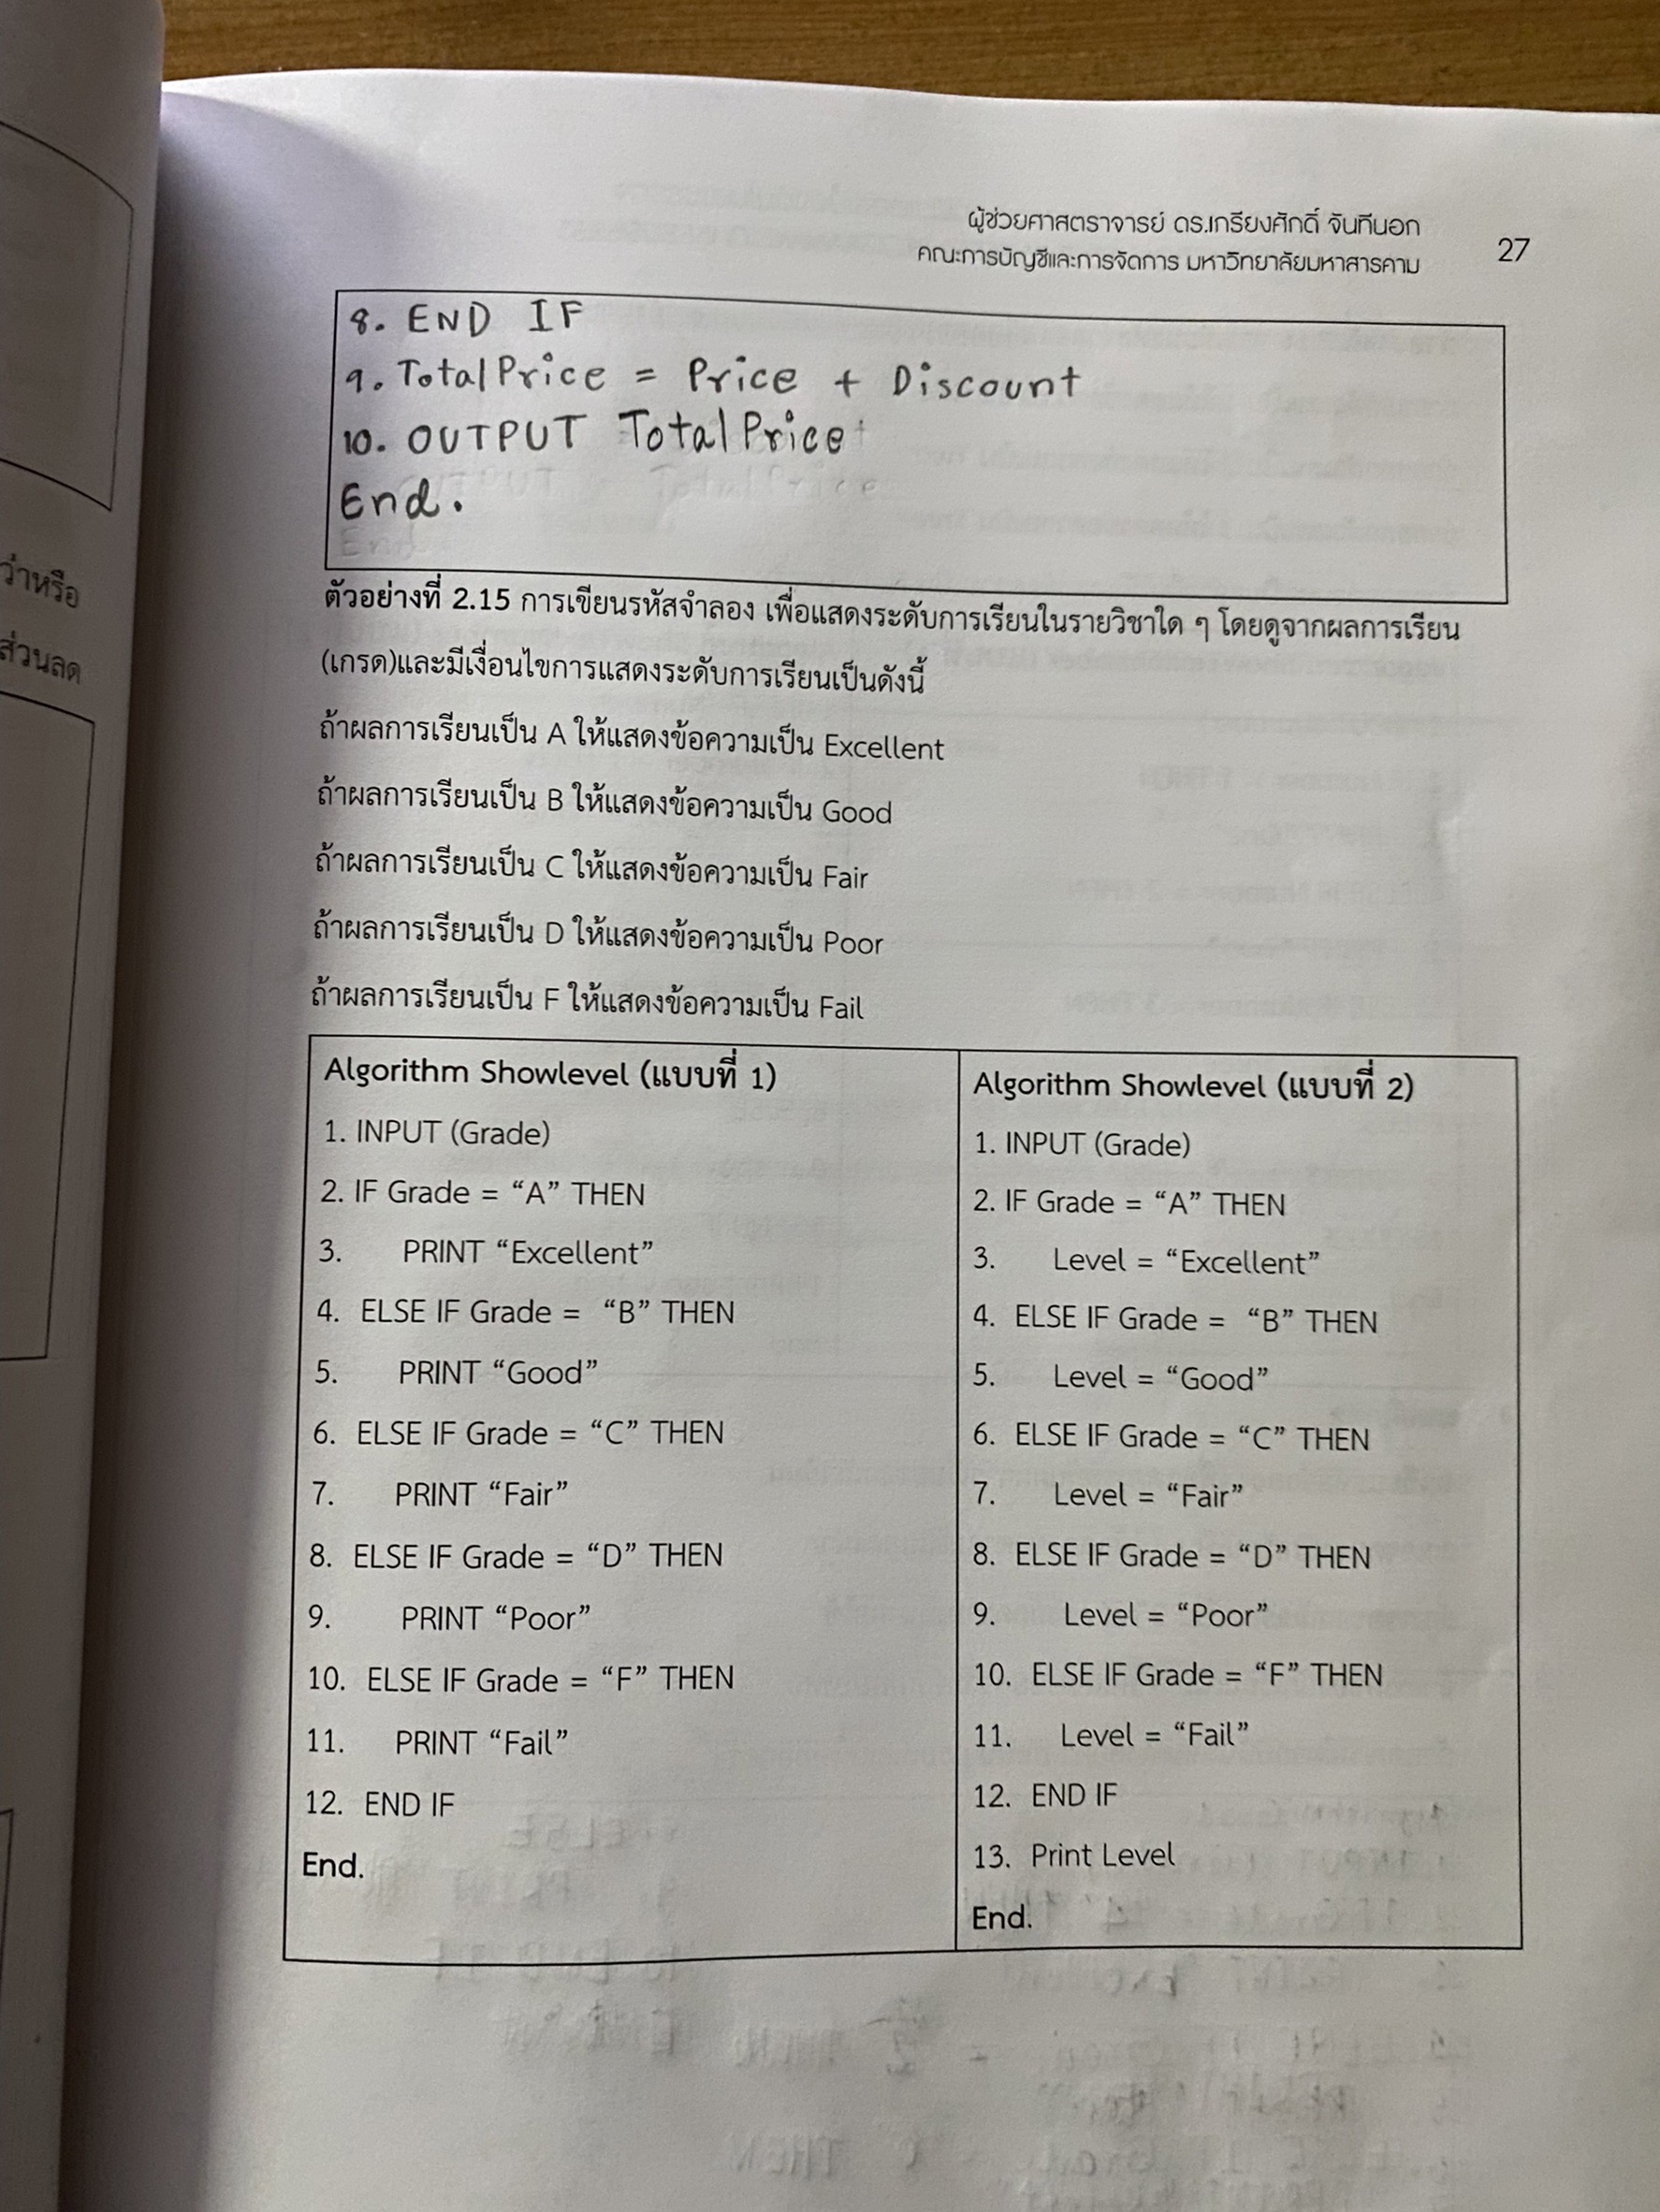 ผู้ช่วยศาสตราจารย์ ดร.เกรียงศักดิ์ จันทีนอก
คณะการบัญชีและการจัดการ มหาวิทยาลัยมหาสารคาม
27
8. END IF
9. TotalPrice = Price + Discount
10. OUTPUT TotalPrice
End.
ว่าหรือ
ส่วนลด
ตัวอย่างที่ 2.15 การเขียนรหัสจำลอง เพื่อแสดงระดับการเรียนในรายวิชาใด ๆ โดยดูจากผลการเรียน
(เกรด)และมีเงื่อนไขการแสดงระดับการเรียนเป็นดังนี้
ถ้าผลการเรียนเป็น A ให้แสดงข้อความเป็น Excellent
ถ้าผลการเรียนเป็น B ให้แสดงข้อความเป็น Good
ถ้าผลการเรียนเป็น C ให้แสดงข้อความเป็น Fair
ถ้าผลการเรียนเป็น D ให้แสดงข้อความเป็น Poor
ถ้าผลการเรียนเป็น F ให้แสดงข้อความเป็น Fail
Algorithm Showlevel (แบบที่ 1)
1. INPUT (Grade)
2. IF Grade = “A” THEN
3. PRINT “Excellent”
4. ELSE IF Grade = “B” THEN
5. PRINT “Good”
6. ELSE IF Grade = “C” THEN
7. PRINT “Fair”
8. ELSE IF Grade = “D” THEN
9. PRINT “Poor”
10. ELSE IF Grade = “F” THEN
11. PRINT “Fail”
12. END IF
End.
Algorithm Showlevel (แบบที่ 2)
1. INPUT (Grade)
2. IF Grade = “A” THEN
3. Level = “Excellent”
4. ELSE IF Grade = “B” THEN
5. Level = “Good”
6. ELSE IF Grade = “C” THEN
7. Level = “Fair”
8. ELSE IF Grade = “D” THEN
9. Level = “Poor”
10. ELSE IF Grade = “F” THEN
11. Level = “Fail”
12. END IF
13. Print Level
End.